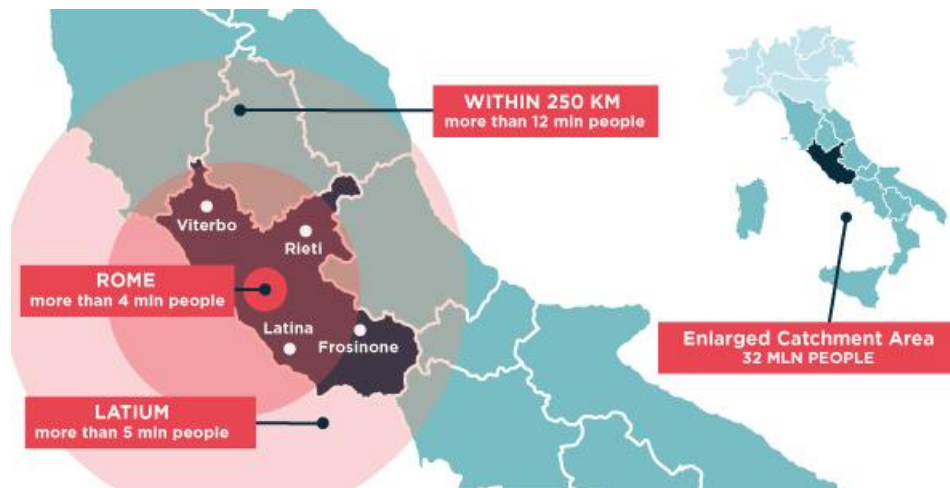 WITHIN 250 KM
more than 12 mln people
Viterbo
Rieti
ROME
more than 4 mln people
Latina
Frosinone
Enlarged Catchment Area
32 MLN PEOPLE
LATIUM
more than 5 mln people